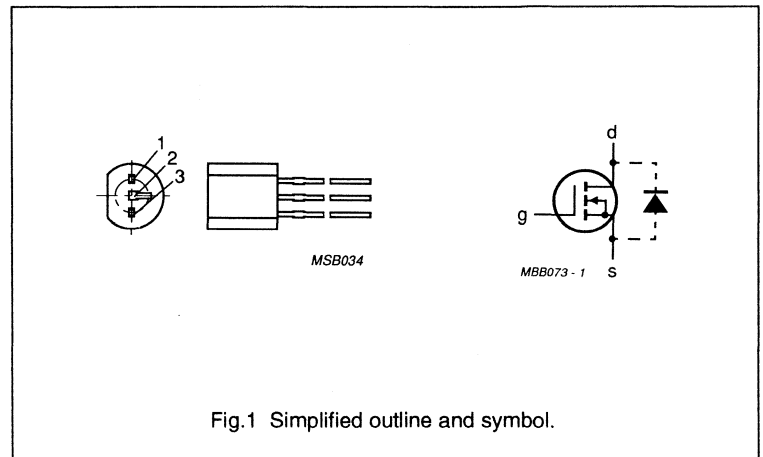 1
2
3
MSB034
d
g
MBB073 - 1
s
Fig.1 Simplified outline and symbol.